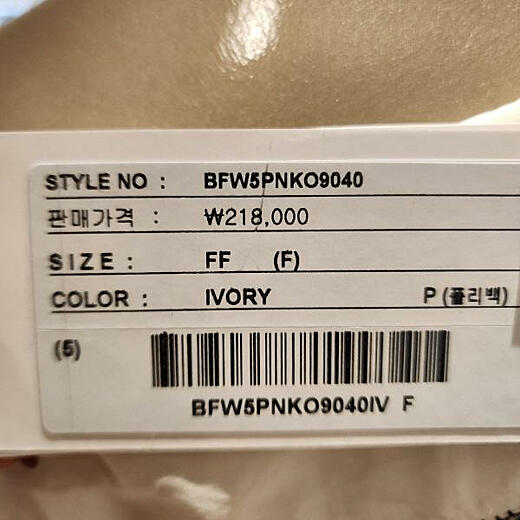 STYLE NO : BFW5PNKO9040
판매가격 : ₩218,000
SIZE : FF (F)
COLOR : IVORY P (폴리백)
(5)
BFW5PNKO9040IV F